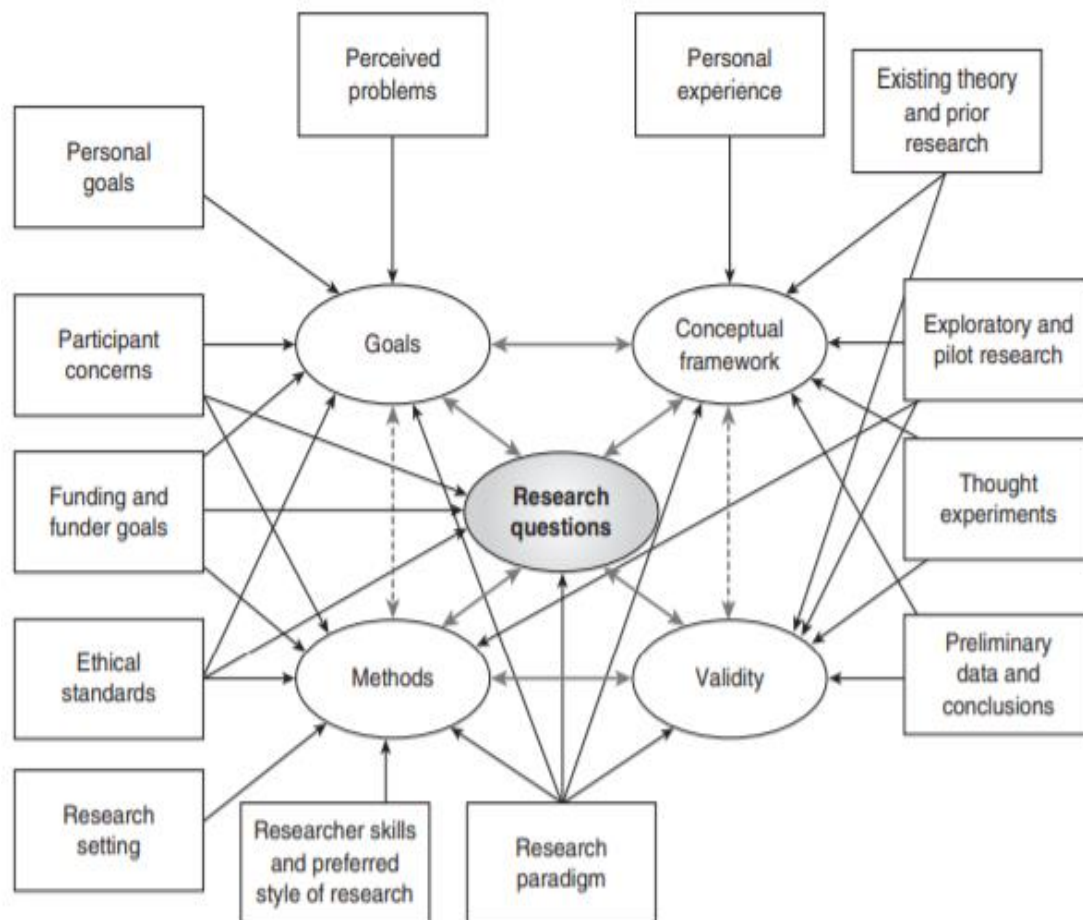 Perceived
problems
Personal
experience
Existing theory
and prior
research
Personal
goals
Participant
concerns
Goals
Conceptual
framework
Exploratory and
pilot research
Funding and
funder goals
Research
questions
Thought
experiments
Ethical
standards
Methods
Validity
Preliminary
data and
conclusions
Research
setting
Researcher skills
and preferred
style of research
Research
paradigm